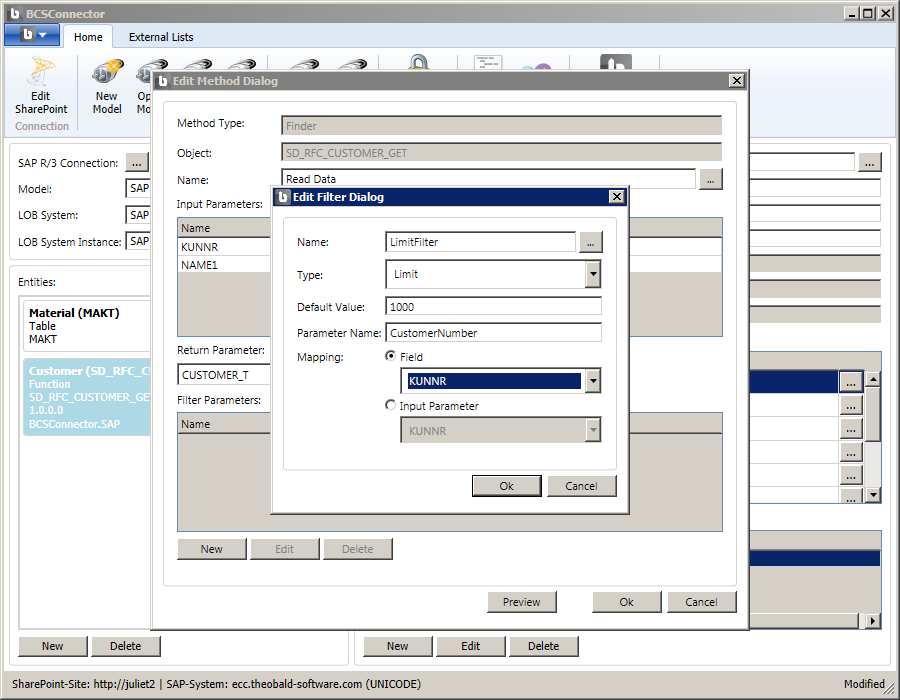 BCSConnector
Home
External Lists
Edit
SharePoint
Connection
New
Model
Edit Method Dialog
Method Type:
Finder
Object:
SD_RFC_CUSTOMER_GET
Name:
Read Data
...
Input Parameters:
Name
KUNNR
NAME1
Return Parameter:
CUSTOMER_T
Filter Parameters:
Name
New
Edit
Delete
Preview
Ok
Cancel
Edit Filter Dialog
Name:
LimitFilter
...
Type:
Limit
Default Value:
1000
Parameter Name:
CustomerNumber
Mapping:
Field
KUNNR
Input Parameter
KUNNR
Ok
Cancel
SAP R/3 Connection:
...
...
Model:
SAP
LOB System:
SAP
LOB System Instance:
SAP
Entities:
Material (MAKT)
Table
MAKT
Customer (SD_RFC_C
Function
SD_RFC_CUSTOMER_GE
1.0.0.0
BCSConnector.SAP
...
...
...
...
...
...
New
Delete
New
Edit
Delete
SharePoint-Site: http://juliet2 | SAP-System: ecc.theobald-software.com (UNICODE)
Modified